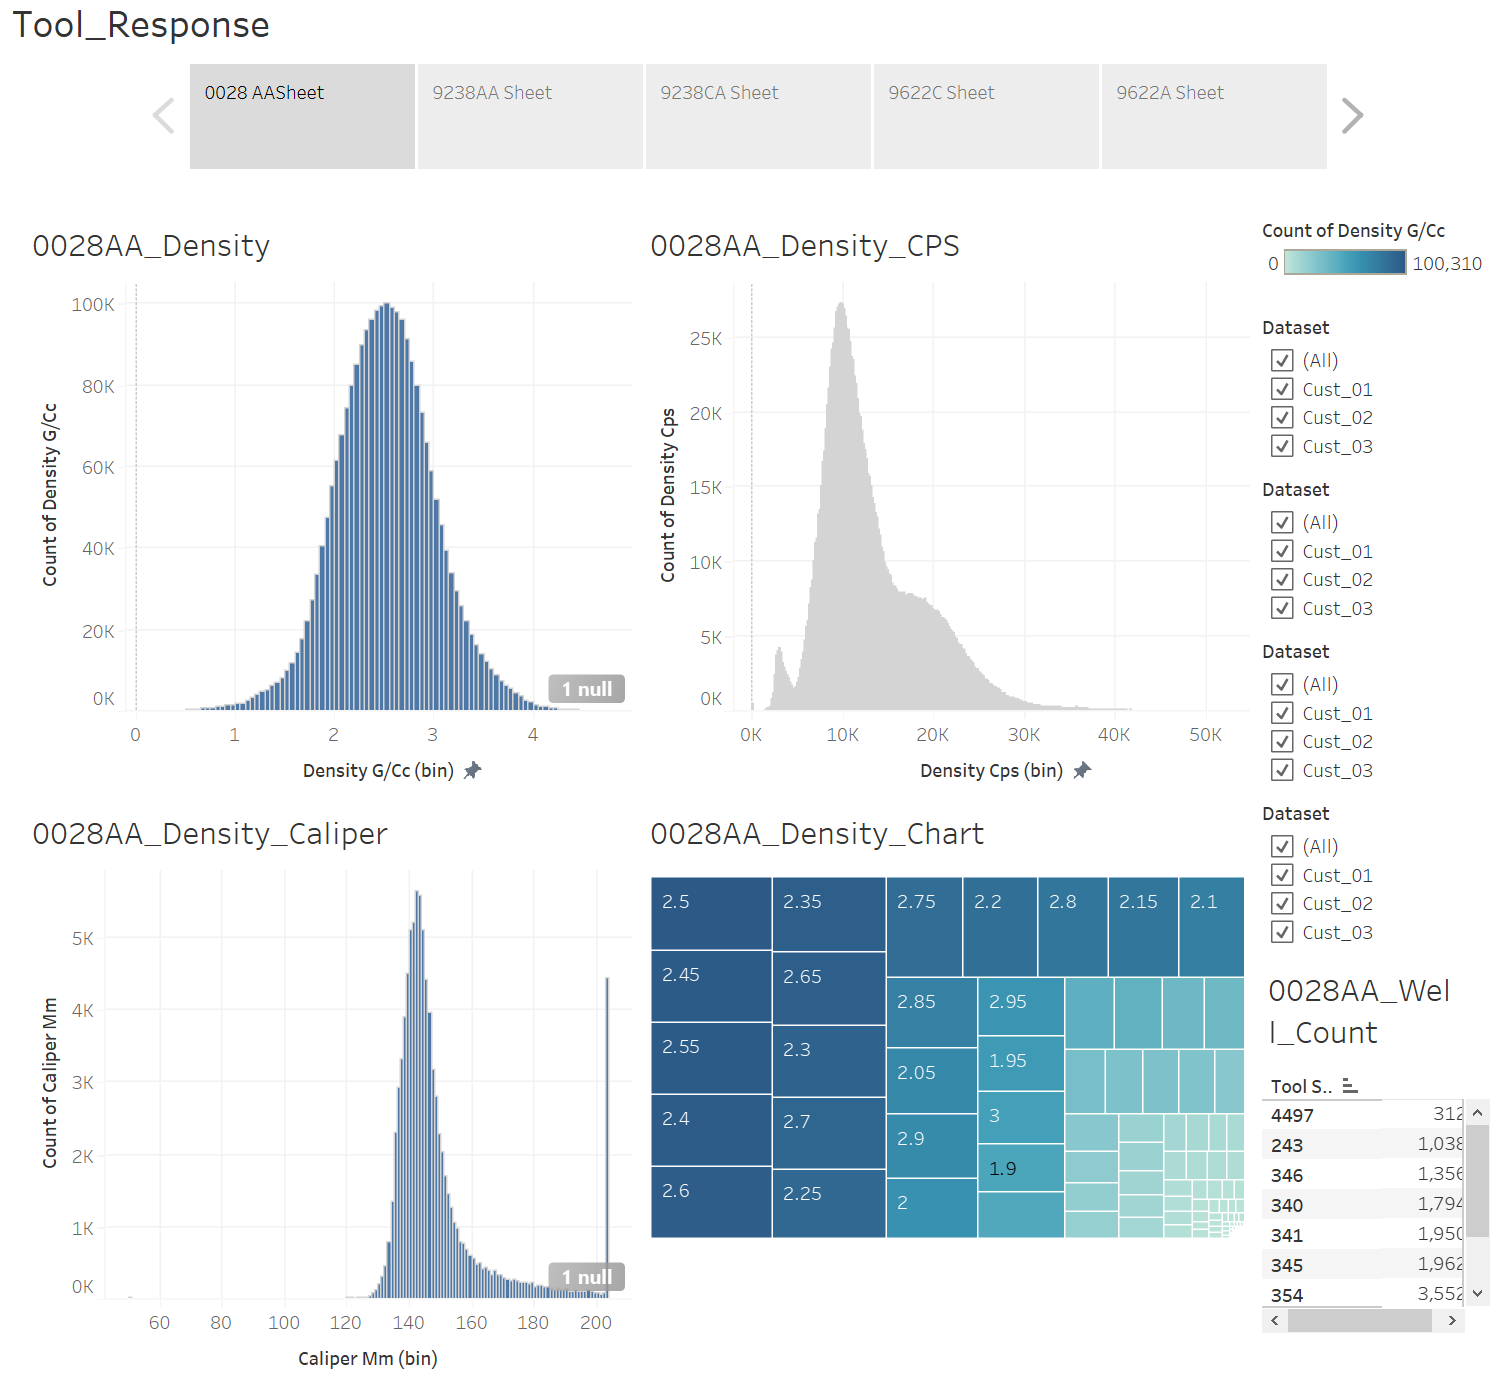 Tool_Response
0028 AASheet
9238AA Sheet
9238CA Sheet
9622C Sheet
9622A Sheet
0028AA_Density
100K
80K
60K
40K
20K
0K
Count of Density G/Cc
1 null
0 1 2 3 4
Density G/Cc (bin)
0028AA_Density_CPS
25K
20K
15K
10K
5K
0K
Count of Density Cps
0K 10K 20K 30K 40K 50K
Density Cps (bin)
Count of Density G/Cc
0 100,310
Dataset
(All)
Cust_01
Cust_02
Cust_03
Dataset
(All)
Cust_01
Cust_02
Cust_03
Dataset
(All)
Cust_01
Cust_02
Cust_03
Dataset
(All)
Cust_01
Cust_02
Cust_03
0028AA_Density_Caliper
5K
4K
3K
2K
1K
0K
Count of Caliper Mm
1 null
60 80 100 120 140 160 180 200
Caliper Mm (bin)
0028AA_Density_Chart
2.5
2.45
2.55
2.4
2.6
2.35
2.65
2.3
2.7
2.25
2.75
2.2
2.8
2.15
2.1
2.85
2.05
2.9
2
2.95
1.95
3
1.9
0028AA_Wel
l_Count
Tool S..
4497 312
243 1,038
346 1,356
340 1,794
341 1,950
345 1,962
354 3,552